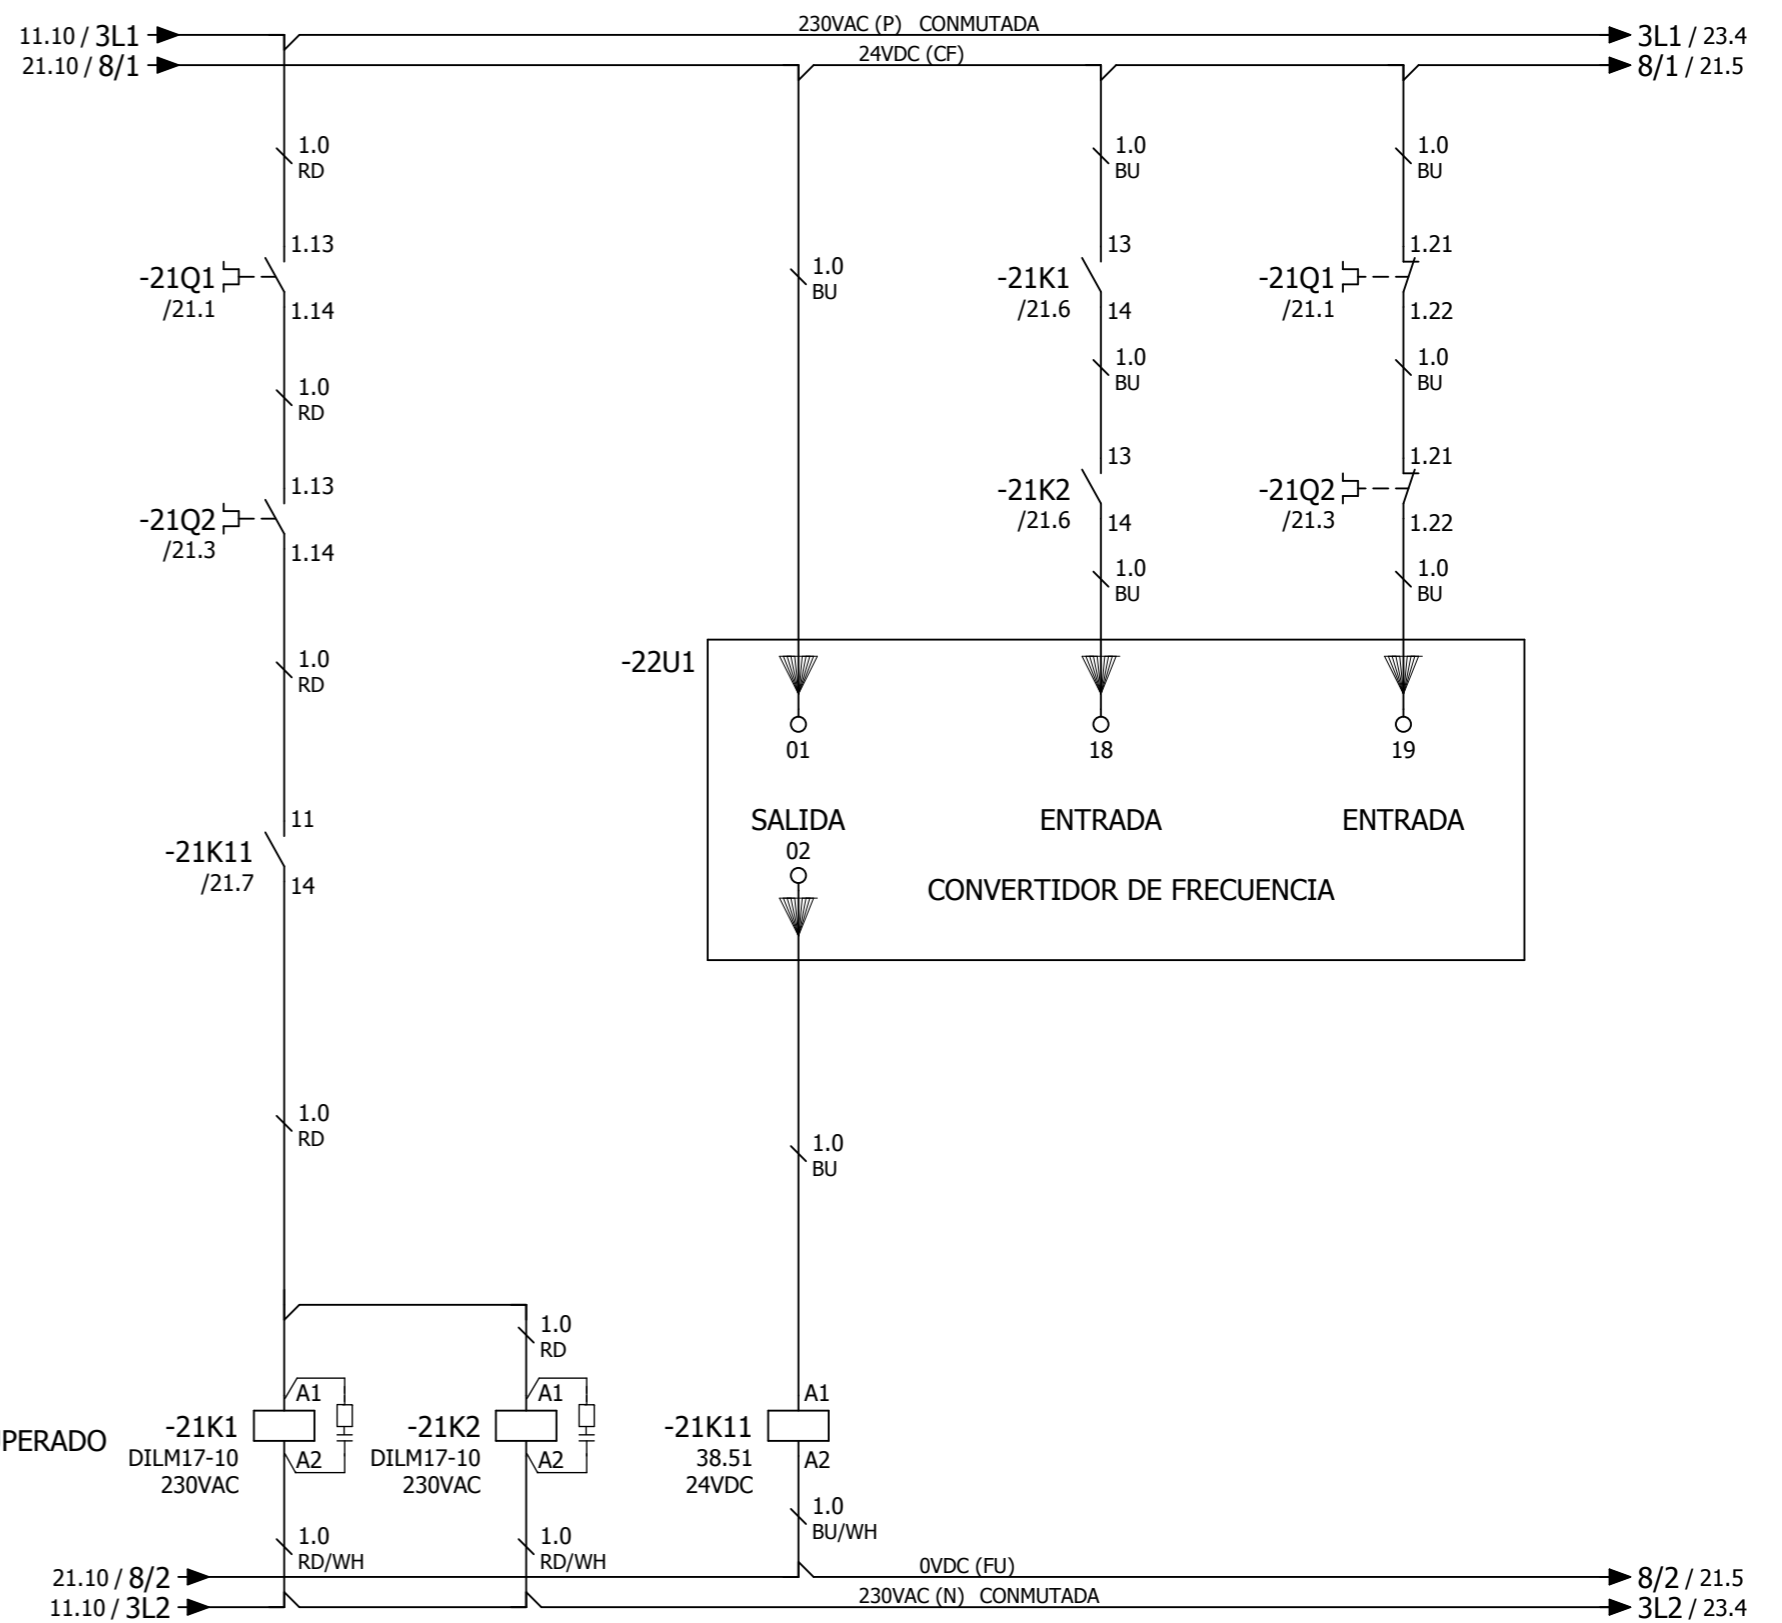 11.10 / 3L1
230VAC (P) CONMUTADA
3L1 / 23.4
21.10 / 8/1
24VDC (CF)
8/1 / 21.5
1.0
RD
1.0
BU
1.0
BU
1.13
-21Q1
/21.1
1.14
1.0
BU
13
-21K1
/21.6
14
1.21
-21Q1
/21.1
1.22
1.0
RD
1.0
BU
1.0
BU
1.13
-21Q2
/21.3
1.14
13
-21K2
/21.6
14
1.21
-21Q2
/21.3
1.22
1.0
BU
1.0
BU
1.0
RD
-22U1
01
18
19
SALIDA
ENTRADA
ENTRADA
02
CONVERTIDOR DE FRECUENCIA
11
-21K11
/21.7
14
1.0
RD
1.0
BU
1.0
RD
PERADO
-21K1
DILM17-10
230VAC
A1
A2
-21K2
DILM17-10
230VAC
A1
A2
-21K11
38.51
24VDC
A1
A2
1.0
RD/WH
1.0
RD/WH
1.0
BU/WH
21.10 / 8/2
0VDC (FU)
8/2 / 21.5
11.10 / 3L2
230VAC (N) CONMUTADA
3L2 / 23.4